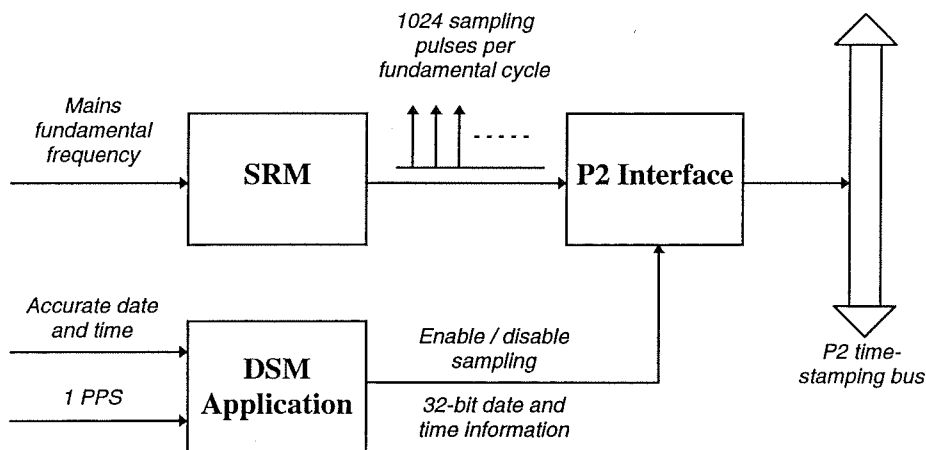 1024 sampling
pulses per
fundamental cycle
Mains
fundamental
frequency
SRM
P2 Interface
Accurate date
and time
1 PPS
DSM
Application
Enable / disable
sampling
32-bit date and
time information
P2 time-
stamping bus